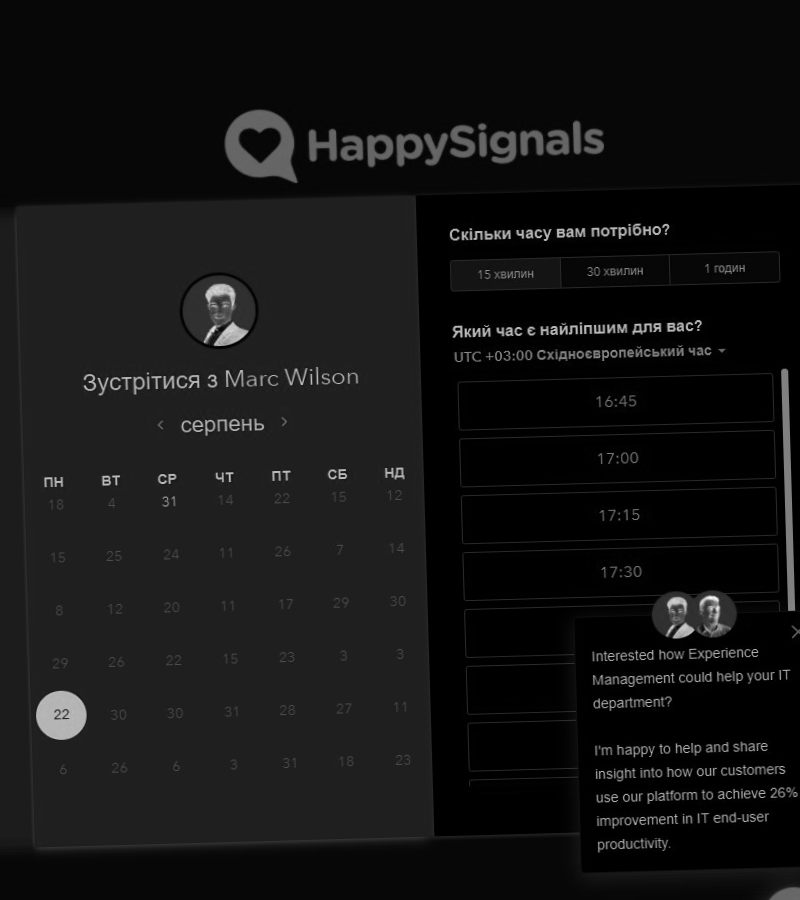 HappySignals
Зустрітися з Marc Wilson
серпень
ПН ВТ СР ЧТ ПТ СБ НД
18 4 31 14 22 15 12
15 25 24 11 26 7 14
8 12 20 11 17 29 30
29 26 22 15 23 3 3
22 30 30 31 28 27 11
6 26 6 3 31 18 23
Скільки часу вам потрібно?
15 хвилин 30 хвилин 1 годин
Який час є найліпшим для вас?
UTC +03:00 Східноєвропейський час
16:45
17:00
17:15
17:30
Interested how Experience
Management could help your IT
department?
I'm happy to help and share
insight into how our customers
use our platform to achieve 26%
improvement in IT end-user
productivity.